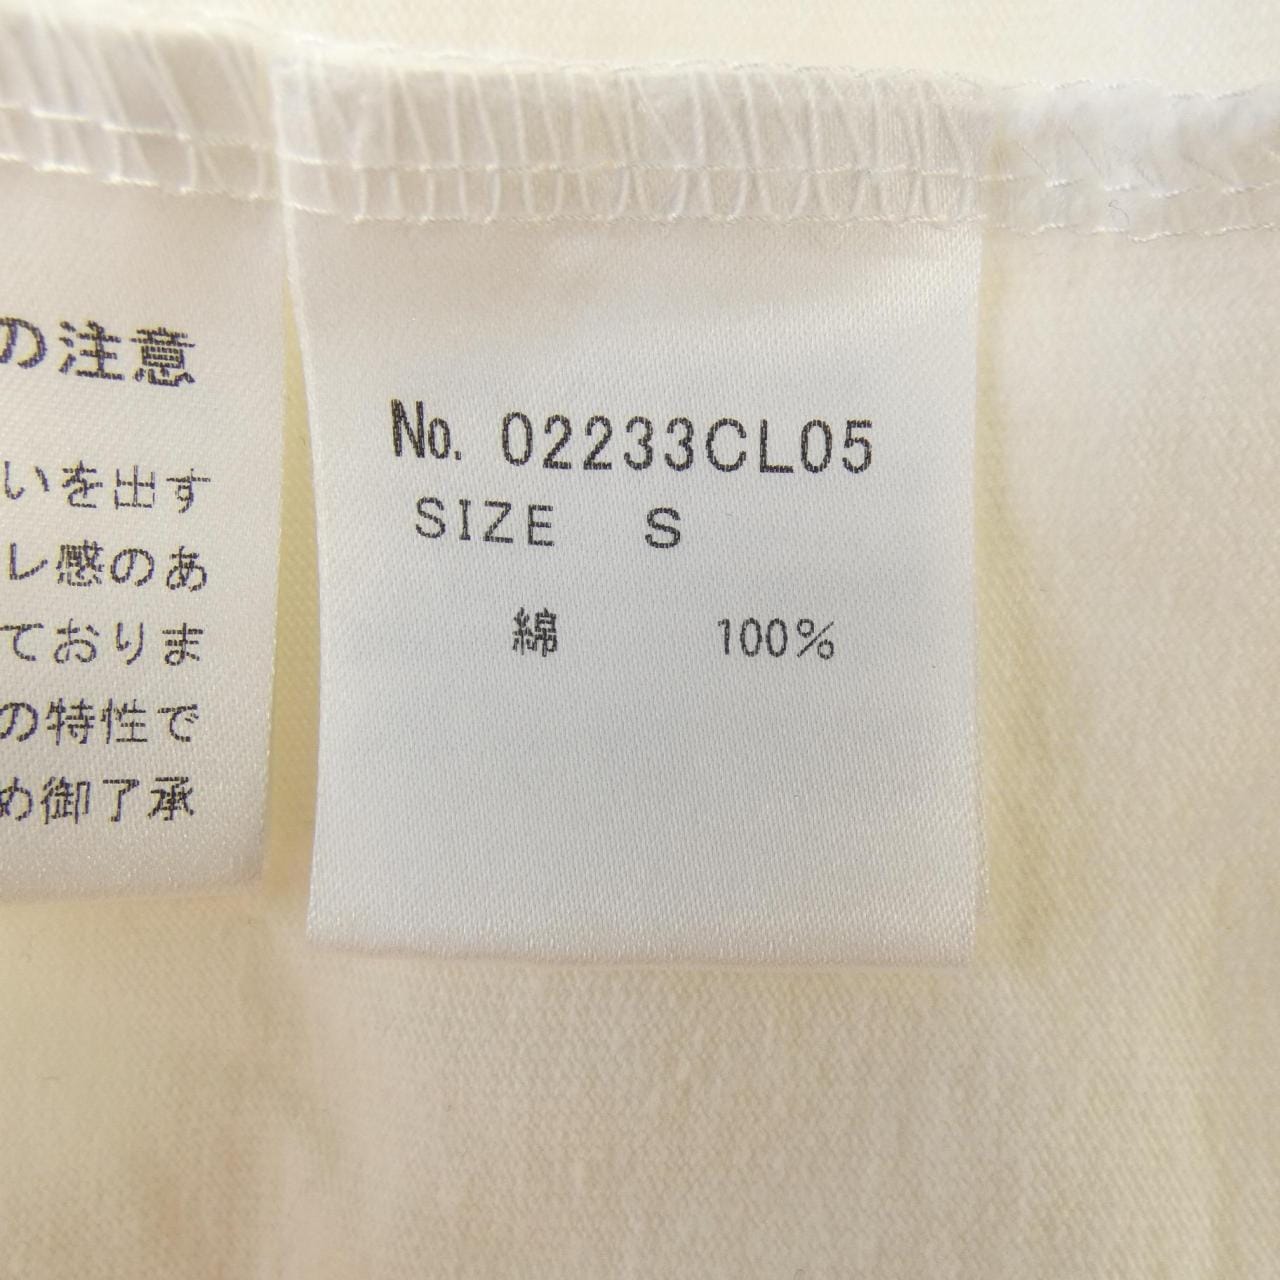 の注意
いを出す
レ感のあ
ておりま
の特性で
め御了承
No. 02233CL05
SIZE S
綿 100%